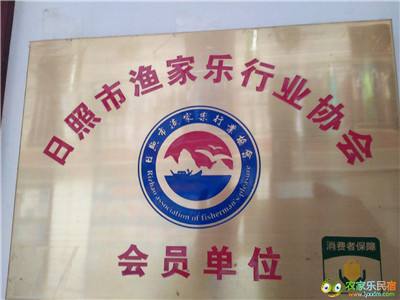 日照市渔家乐行业协会
日照市渔家乐行业协会
Rizhao association of fisherman's pleasure
会员单位
消费者保障
农家乐民宿
www.lyxxdm.com